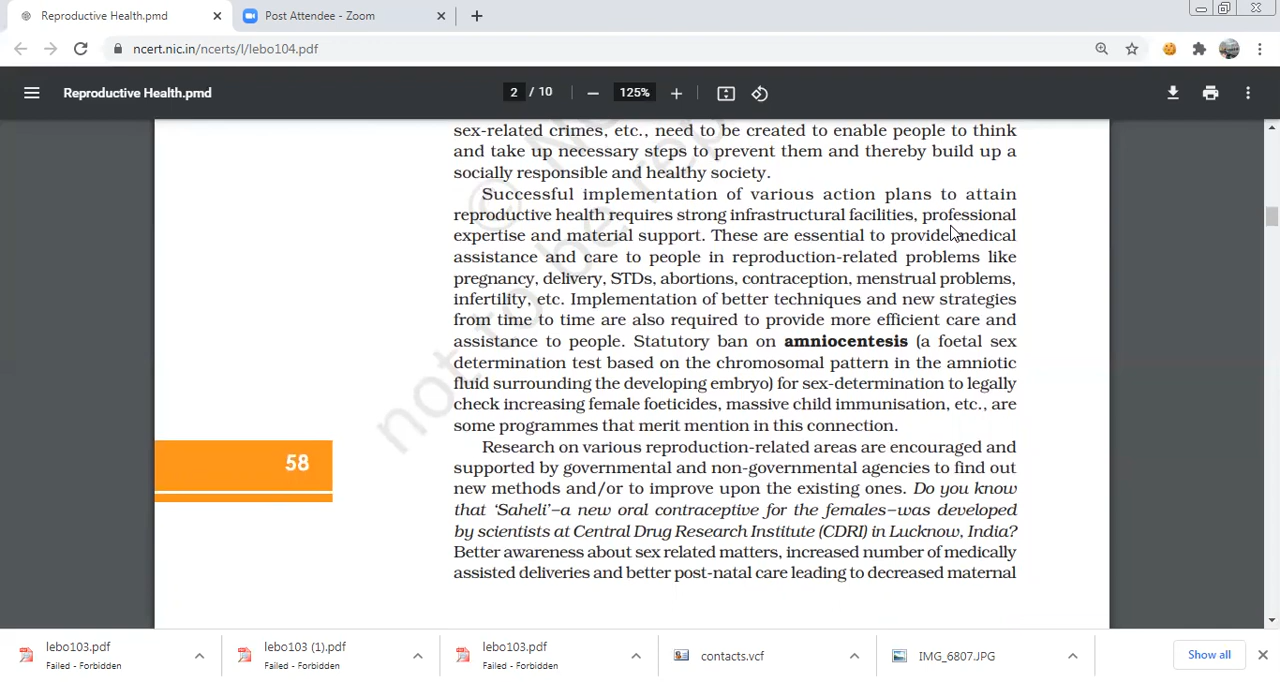 Reproductive Health.pmd
Post Attendee - Zoom
ncert.nic.in/ncerts/l/lebo104.pdf
Reproductive Health.pmd
2 / 10
125%
sex-related crimes, etc., need to be created to enable people to think
and take up necessary steps to prevent them and thereby build up a
socially responsible and healthy society.
Successful implementation of various action plans to attain
reproductive health requires strong infrastructural facilities, professional
expertise and material support. These are essential to provide medical
assistance and care to people in reproduction-related problems like
pregnancy, delivery, STDs, abortions, contraception, menstrual problems,
infertility, etc. Implementation of better techniques and new strategies
from time to time are also required to provide more efficient care and
assistance to people. Statutory ban on amniocentesis (a foetal sex
determination test based on the chromosomal pattern in the amniotic
fluid surrounding the developing embryo) for sex-determination to legally
check increasing female foeticides, massive child immunisation, etc., are
some programmes that merit mention in this connection.
58
Research on various reproduction-related areas are encouraged and
supported by governmental and non-governmental agencies to find out
new methods and/or to improve upon the existing ones. Do you know
that ‘Saheli’–a new oral contraceptive for the females–was developed
by scientists at Central Drug Research Institute (CDRI) in Lucknow, India?
Better awareness about sex related matters, increased number of medically
assisted deliveries and better post-natal care leading to decreased maternal
©
not to be rep
lebo103.pdf
Failed - Forbidden
lebo103 (1).pdf
Failed - Forbidden
lebo103.pdf
Failed - Forbidden
contacts.vcf
IMG_6807.JPG
Show all